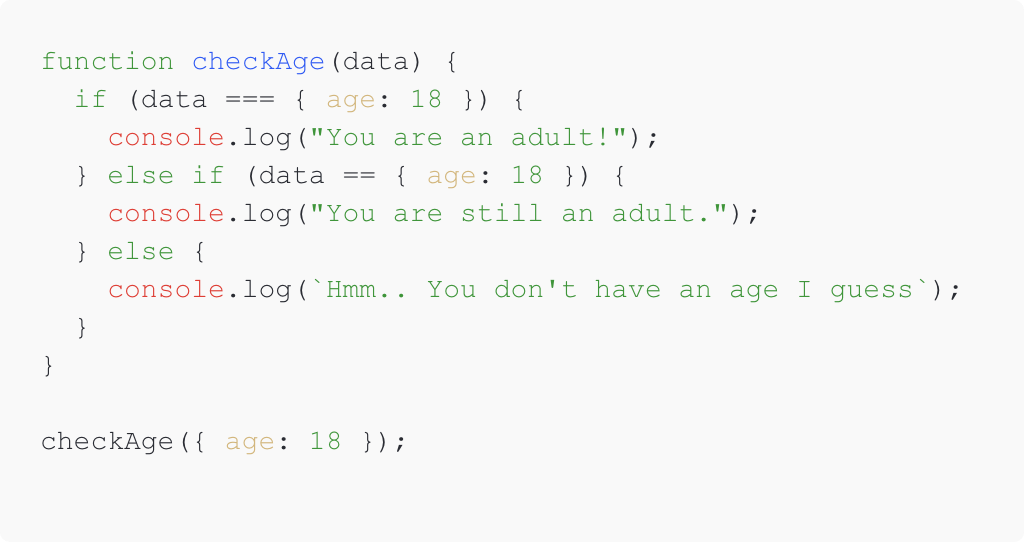 function checkAge(data) {
  if (data === { age: 18 }) {
    console.log("You are an adult!");
  } else if (data == { age: 18 }) {
    console.log("You are still an adult.");
  } else {
    console.log(`Hmm.. You don't have an age I guess`);
  }
}

checkAge({ age: 18 });